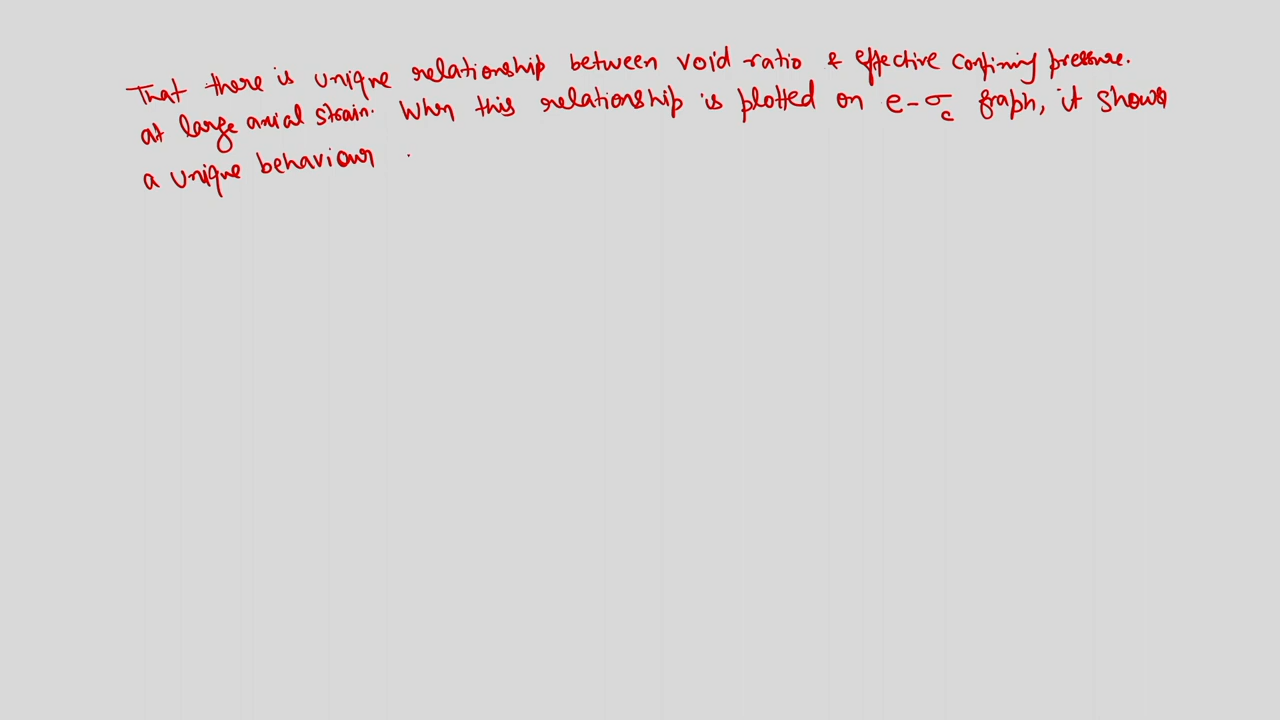 That there is unique relationship between void ratio & effective confining pressure.
at large axial strain. When this relationship is plotted on e-σc graph, it shows
a unique behaviour .